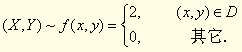 (X,Y) ~ f(x,y) = { 2, (x,y) ∈ D
0, 其它.